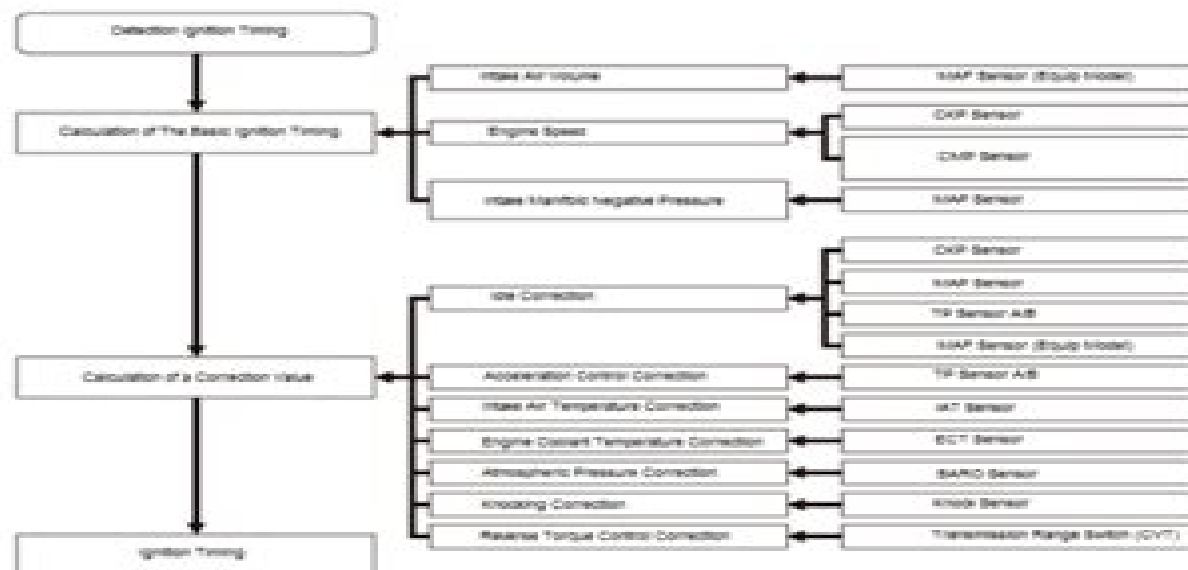 Detection Ignition Timing
Intake Air Volume
MAF Sensor (Equip Model)
Calculation of The Basic Ignition Timing
Engine Speed
CKP Sensor
CMP Sensor
Intake Manifold Negative Pressure
MAP Sensor
Idle Correction
CKP Sensor
MAP Sensor
TP Sensor A/B
MAF Sensor (Equip Model)
Calculation of a Correction Value
Acceleration Control Correction
TP Sensor A/B
Intake Air Temperature Correction
IAT Sensor
Engine Coolant Temperature Correction
ECT Sensor
Atmospheric Pressure Correction
BARO Sensor
Knocking Correction
Knock Sensor
Reverse Torque Control Correction
Transmission Range Switch (CVT)
Ignition Timing